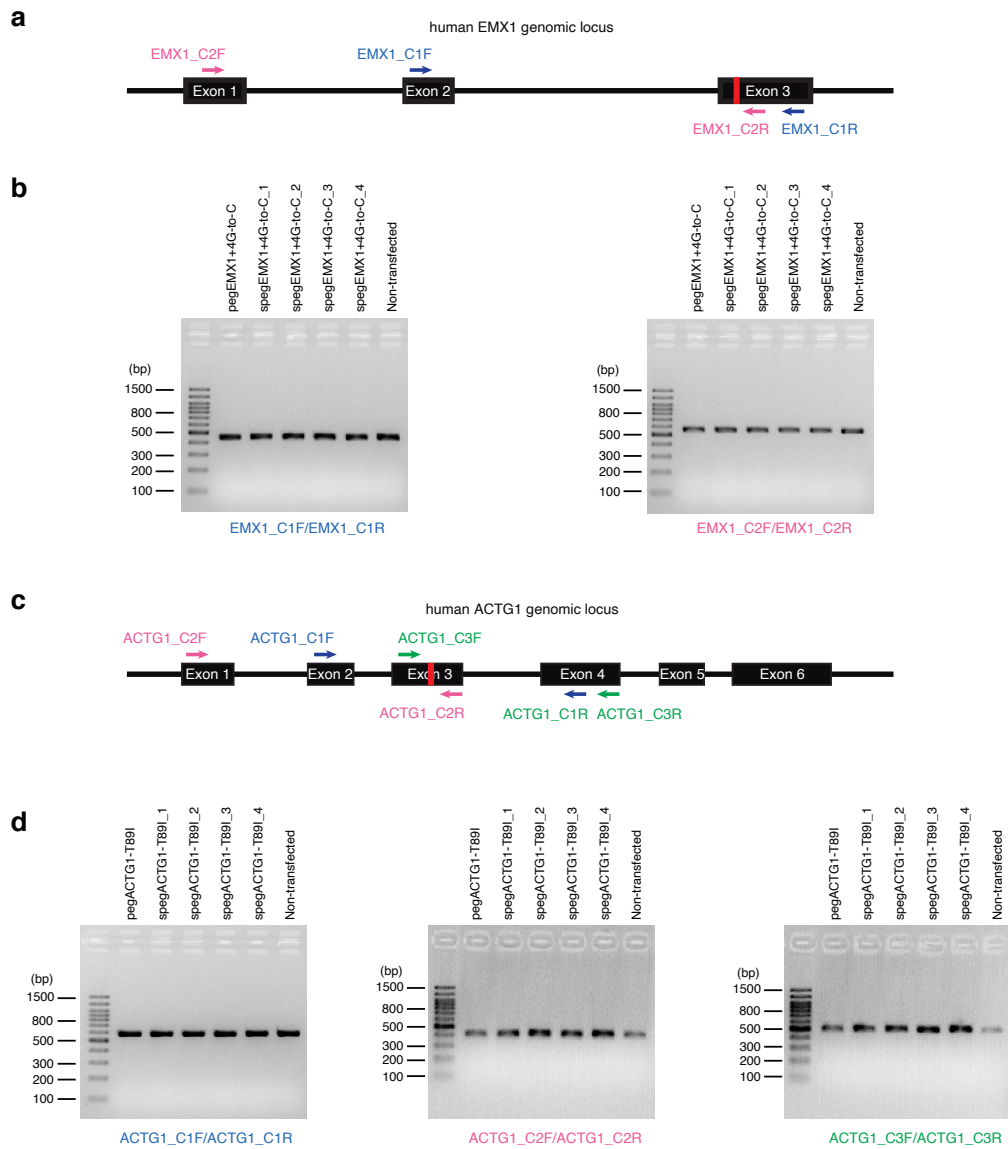 a
human EMX1 genomic locus
EMX1_C2F
EMX1_C1F
Exon 1
Exon 2
Exon 3
EMX1_C2R
EMX1_C1R
b
pegEMX1+4G-to-C
spegEMX1+4G-to-C_1
spegEMX1+4G-to-C_2
spegEMX1+4G-to-C_3
spegEMX1+4G-to-C_4
Non-transfected
(bp)
1500
800
500
300
200
100
EMX1_C1F/EMX1_C1R
pegEMX1+4G-to-C
spegEMX1+4G-to-C_1
spegEMX1+4G-to-C_2
spegEMX1+4G-to-C_3
spegEMX1+4G-to-C_4
Non-transfected
(bp)
1500
800
500
300
200
100
EMX1_C2F/EMX1_C2R
c
human ACTG1 genomic locus
ACTG1_C2F
ACTG1_C1F
ACTG1_C3F
Exon 1
Exon 2
Exon 3
Exon 4
Exon 5
Exon 6
ACTG1_C2R
ACTG1_C1R
ACTG1_C3R
d
pegACTG1-T89I
spegACTG1-T89I_1
spegACTG1-T89I_2
spegACTG1-T89I_3
spegACTG1-T89I_4
Non-transfected
(bp)
1500
800
500
300
200
100
ACTG1_C1F/ACTG1_C1R
pegACTG1-T89I
spegACTG1-T89I_1
spegACTG1-T89I_2
spegACTG1-T89I_3
spegACTG1-T89I_4
Non-transfected
(bp)
1500
800
500
300
200
100
ACTG1_C2F/ACTG1_C2R
pegACTG1-T89I
spegACTG1-T89I_1
spegACTG1-T89I_2
spegACTG1-T89I_3
spegACTG1-T89I_4
Non-transfected
(bp)
1500
800
500
300
200
100
ACTG1_C3F/ACTG1_C3R